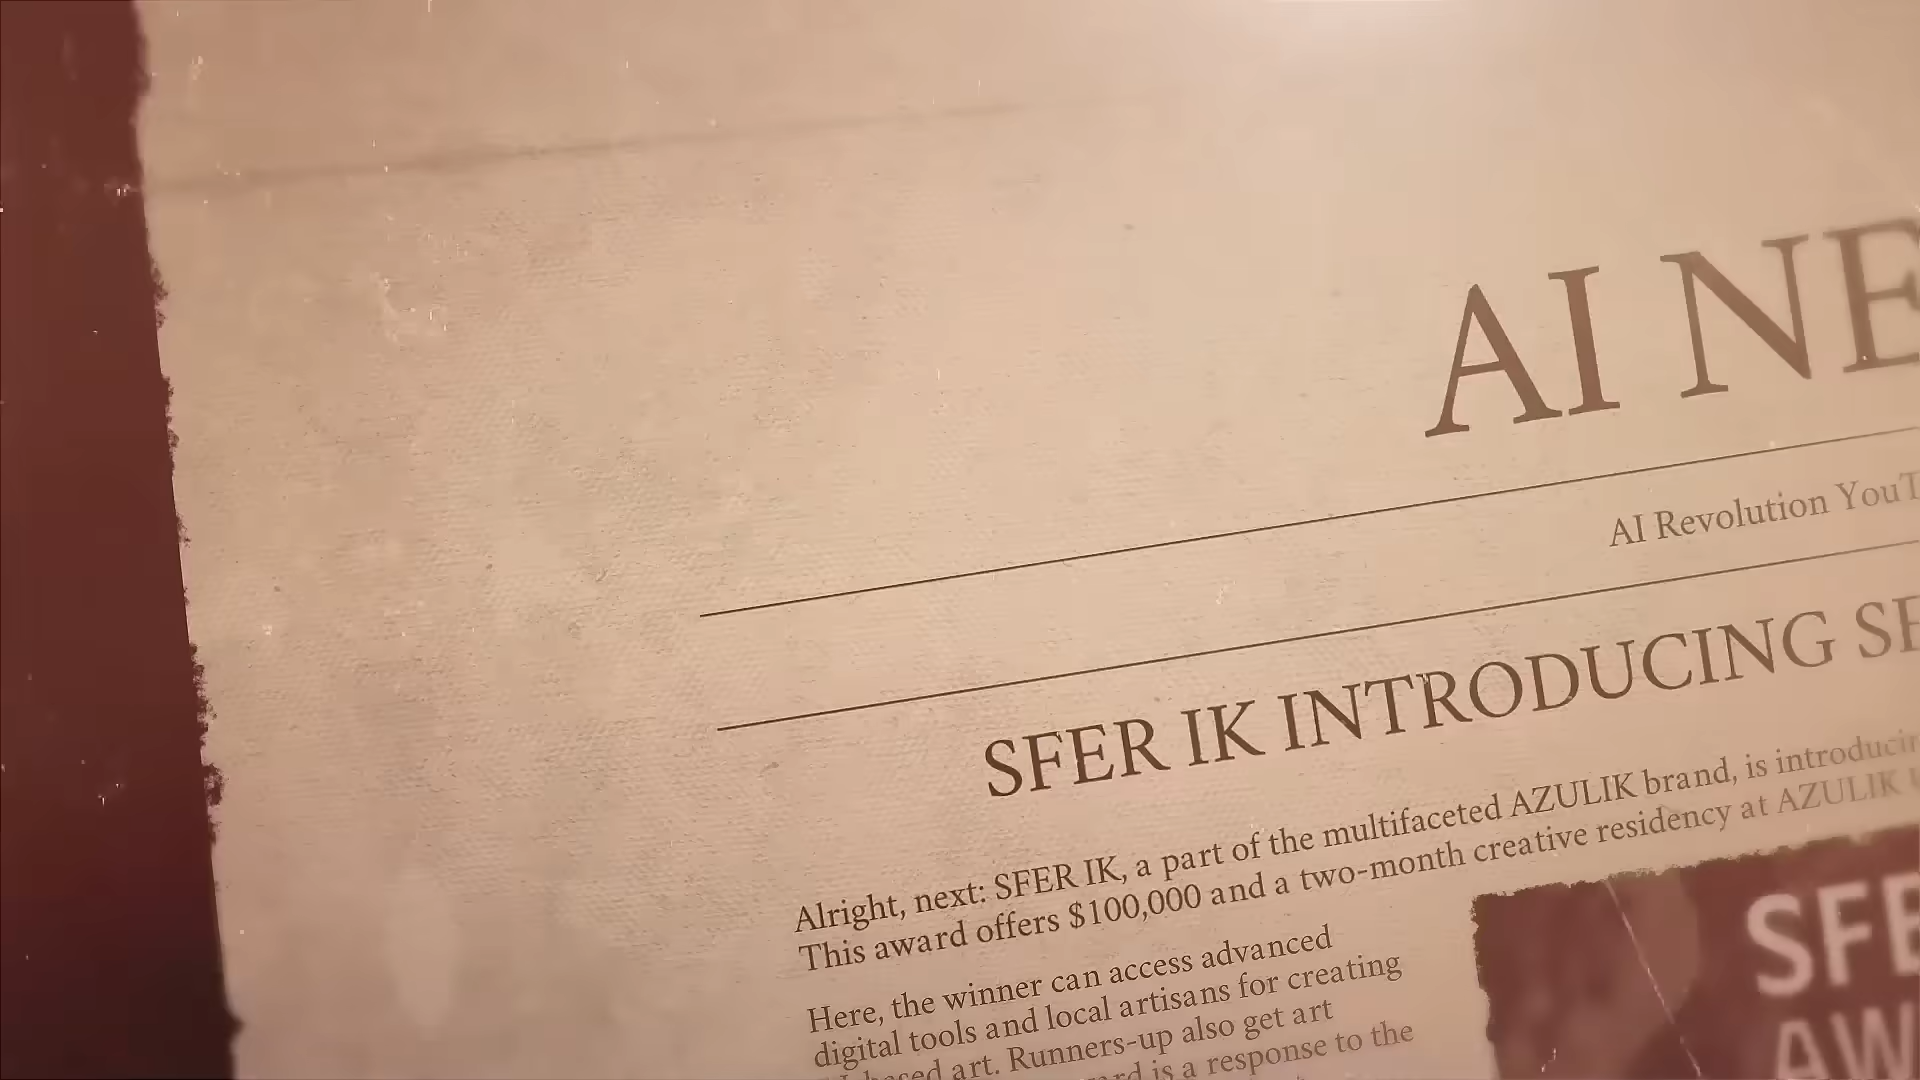 AI NE
AI Revolution YouT
SFER IK INTRODUCING SE
Alright, next: SFER IK, a part of the multifaceted AZULIK brand, is introducin
This award offers $100,000 and a two-month creative residency at AZULIK U
Here, the winner can access advanced
digital tools and local artisans for creating
based art. Runners-up also get art
is a response to the
SFE
AW